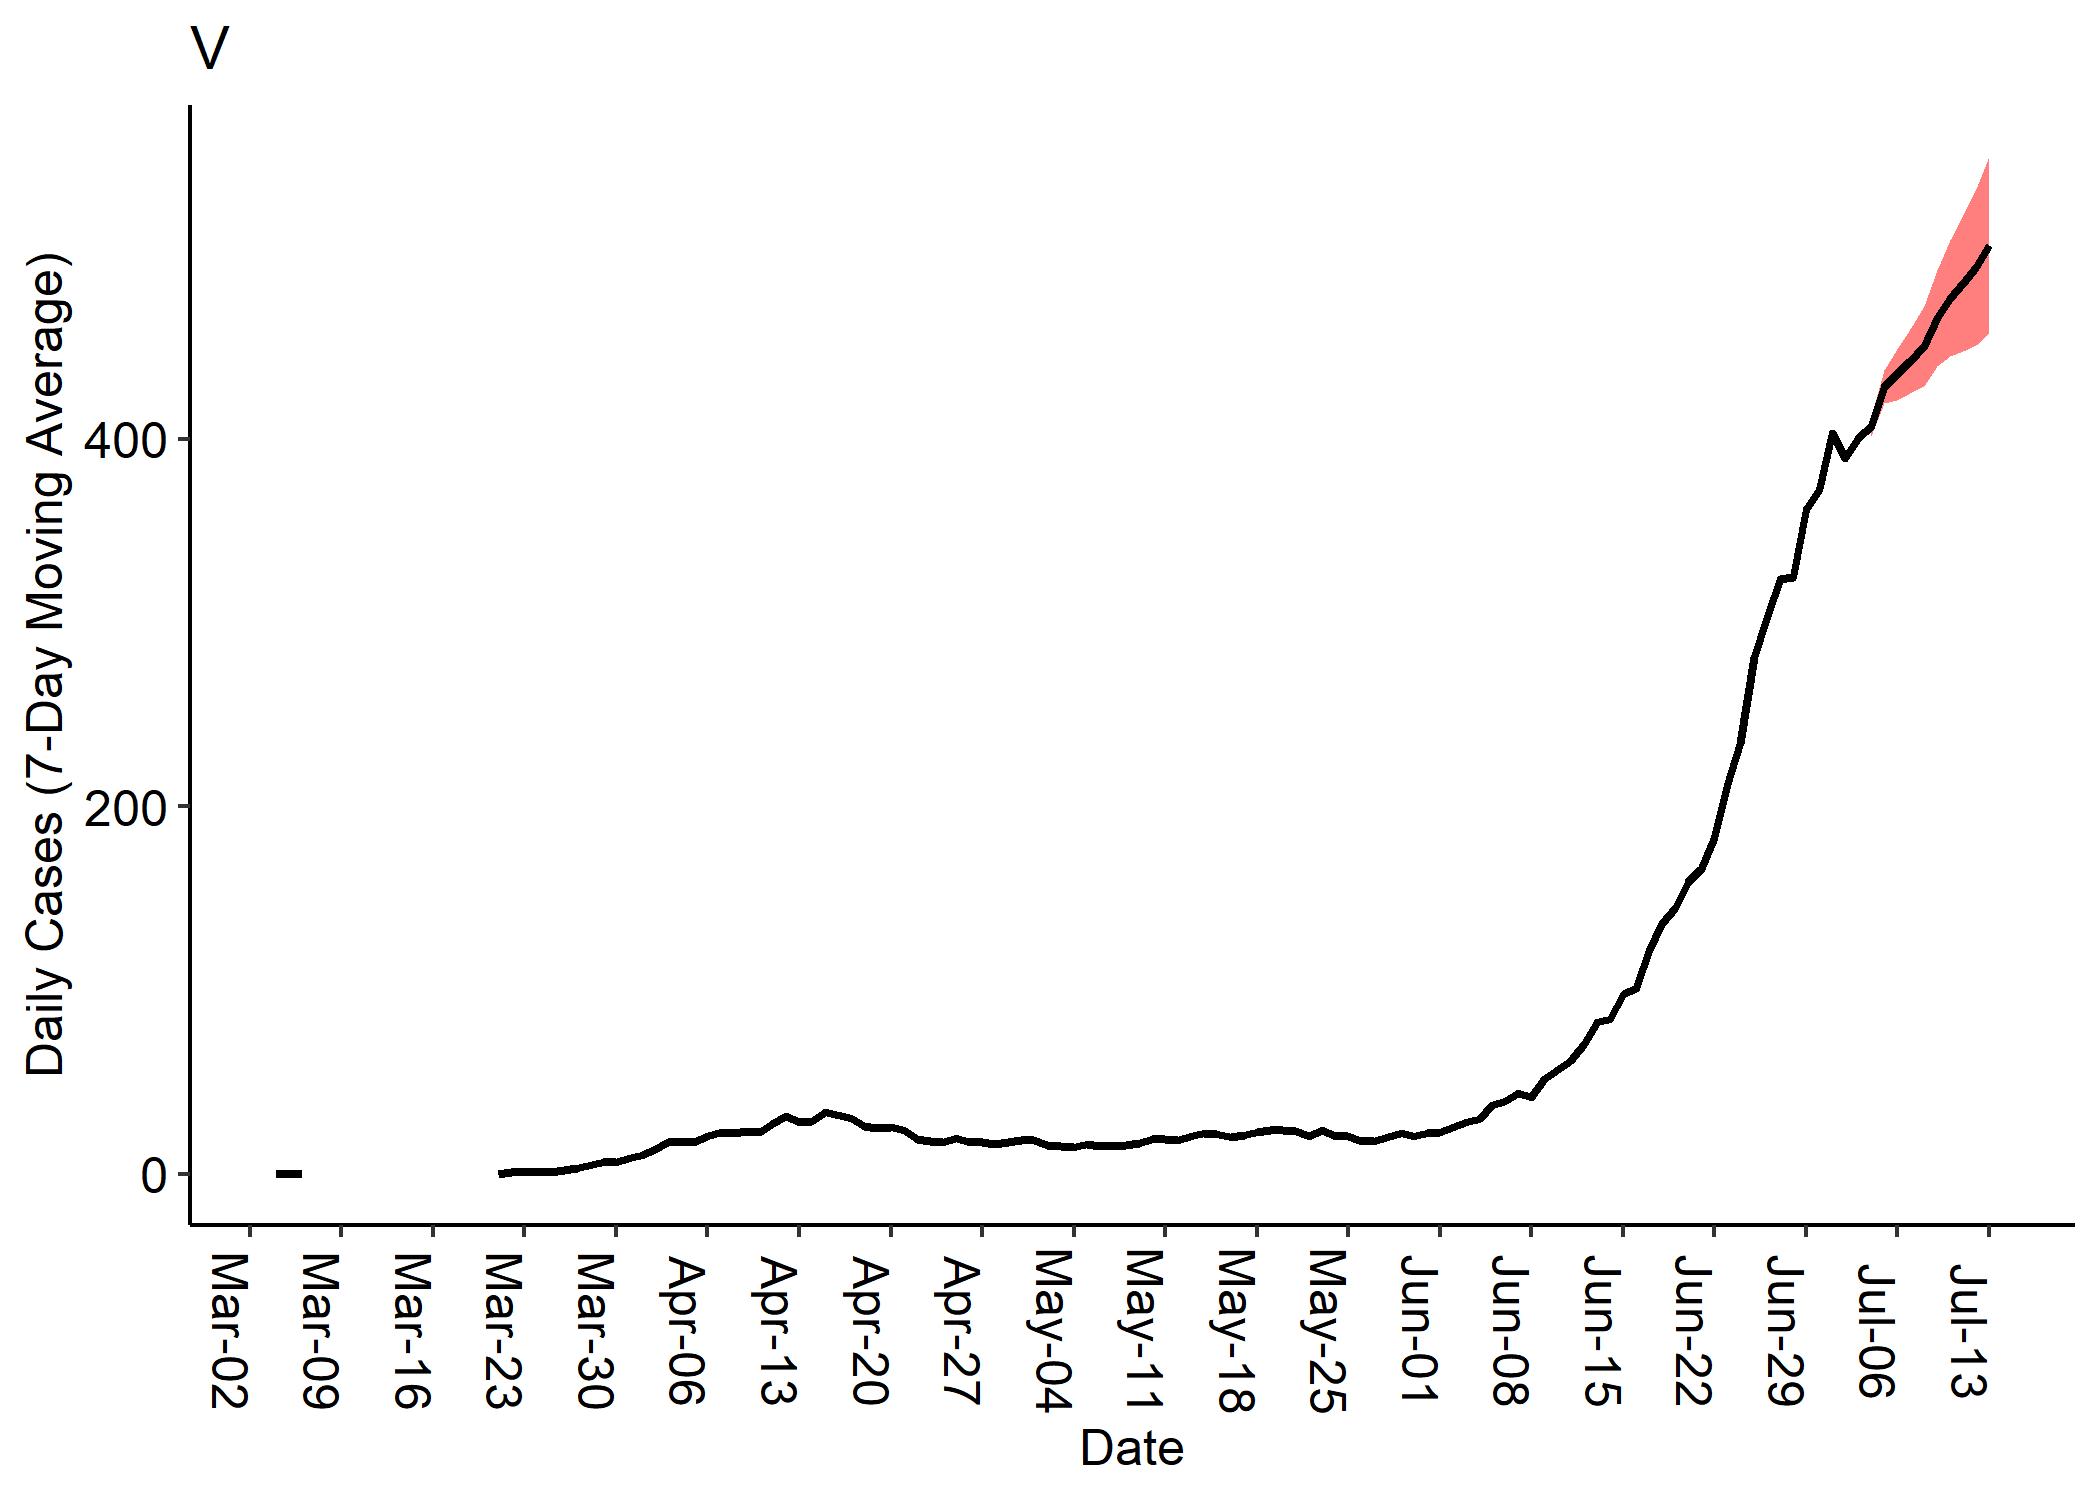 V
Daily Cases (7-Day Moving Average)
400
200
0
Mar-02
Mar-09
Mar-16
Mar-23
Mar-30
Apr-06
Apr-13
Apr-20
Apr-27
May-04
May-11
May-18
May-25
Jun-01
Jun-08
Jun-15
Jun-22
Jun-29
Jul-06
Jul-13
Date